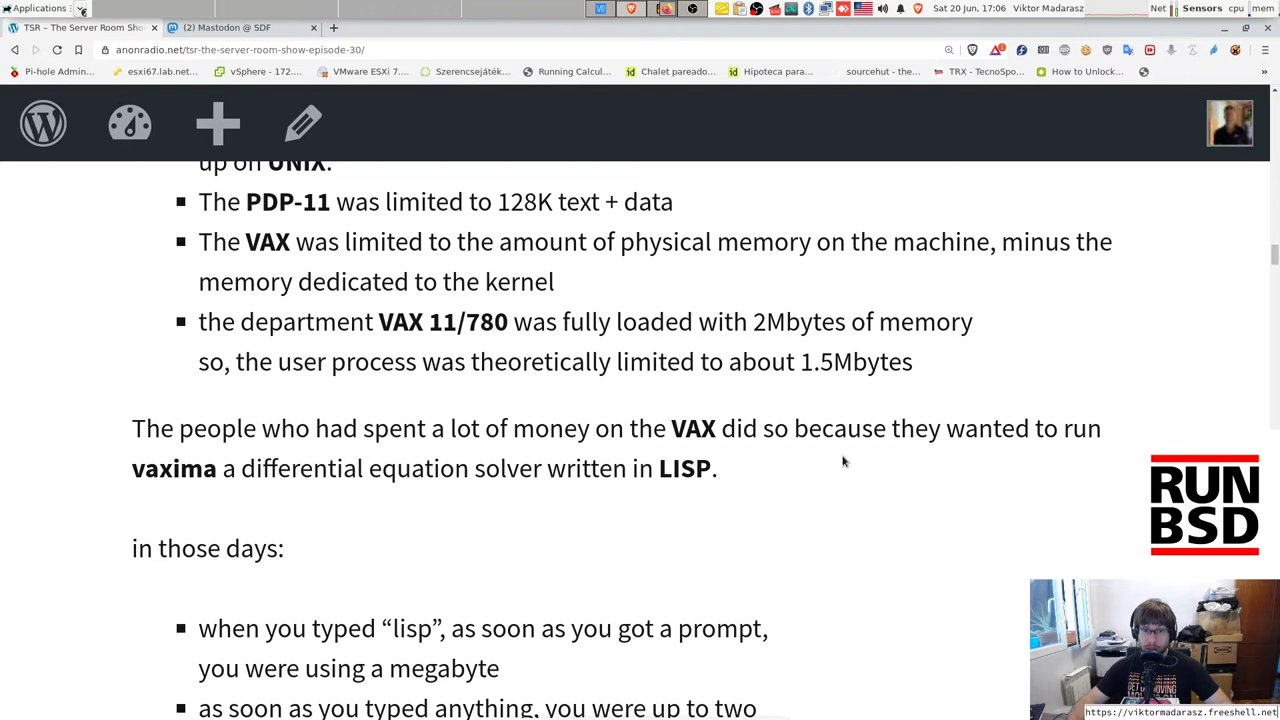 Applications
Sat 20 Jun, 17:06
Viktor Madarasz
Net
Sensors
cpu
mem
TSR – The Server Room Sho
(2) Mastodon @ SDF
anonradio.net/tsr-the-server-room-show-episode-30/
Pi-hole Admin...
esxi67.lab.net...
vSphere - 172....
VMware ESXi 7....
Szerencsejáték...
Running Calcul...
Chalet pareado...
Hipoteca para...
sourcehut - the...
TRX - TecnoSpo...
How to Unlock...
up on UNIX.
The PDP-11 was limited to 128K text + data
The VAX was limited to the amount of physical memory on the machine, minus the
memory dedicated to the kernel
the department VAX 11/780 was fully loaded with 2Mbytes of memory
so, the user process was theoretically limited to about 1.5Mbytes
The people who had spent a lot of money on the VAX did so because they wanted to run
vaxima a differential equation solver written in LISP.
RUN
BSD
in those days:
when you typed “lisp”, as soon as you got a prompt,
you were using a megabyte
as soon as you typed anything, you were up to two
https://viktormadarasz.freeshell.net